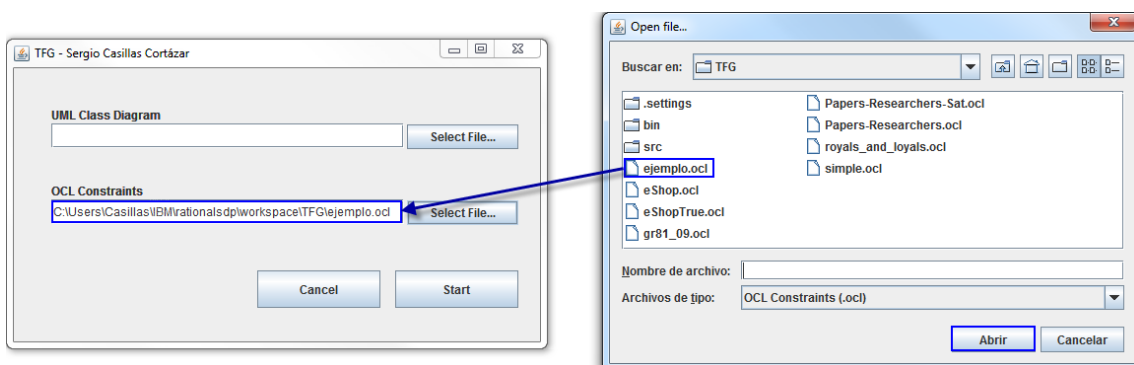 TFG - Sergio Casillas Cortázar
UML Class Diagram
Select File...
OCL Constraints
C:\Users\Casillas\IBM\rationalsdp\workspace\TFG\ejemplo.ocl
Select File...
Cancel
Start
Open file...
Buscar en:
TFG
.settings
bin
src
ejemplo.ocl
eShop.ocl
eShopTrue.ocl
gr81_09.ocl
Papers-Researchers-Sat.ocl
Papers-Researchers.ocl
royals_and_loyals.ocl
simple.ocl
Nombre de archivo:
Archivos de tipo:
OCL Constraints (.ocl)
Abrir
Cancelar